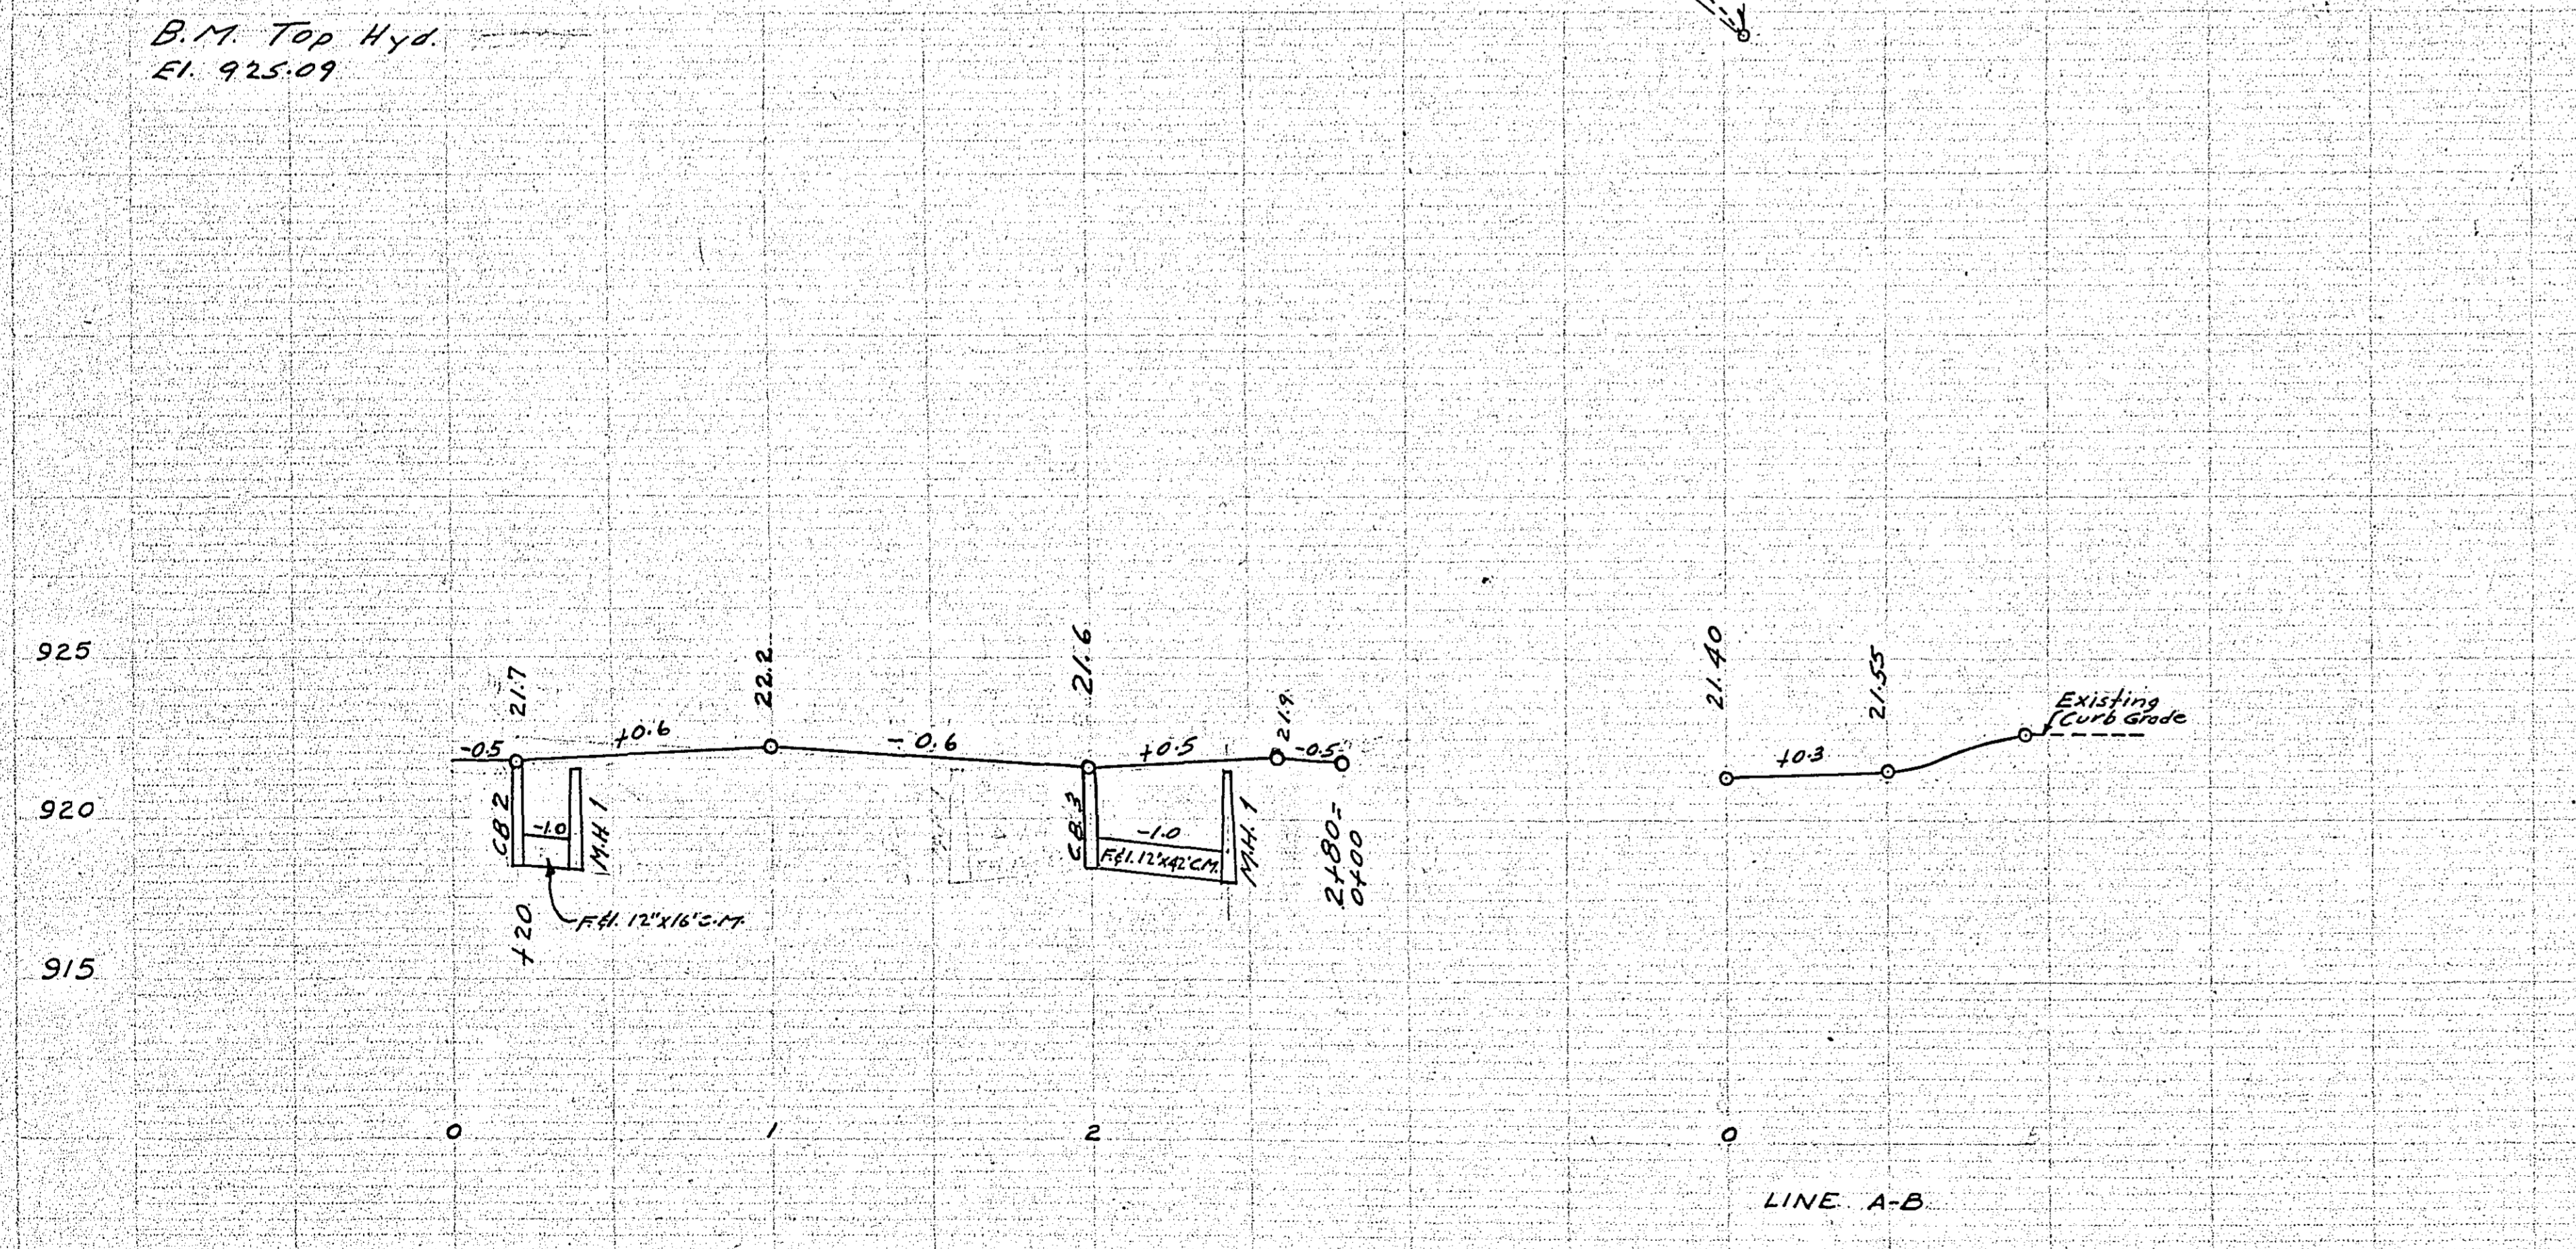 B.M. Top Hyd.
El. 925.09
925
920
915
21.7
22.2
21.6
21.9
-0.5
+0.6
-0.6
+0.5
-0.5
C.B 2
-1.0
M.H. 1
C.B. 3
-1.0
F.&I. 12"x42' C.M.
M.H. 1
+20
F.&I. 12"x16' C.M.
2+80=
0+00
0
1
2
21.40
21.55
+0.3
Existing
Curb Grade
0
LINE A-B